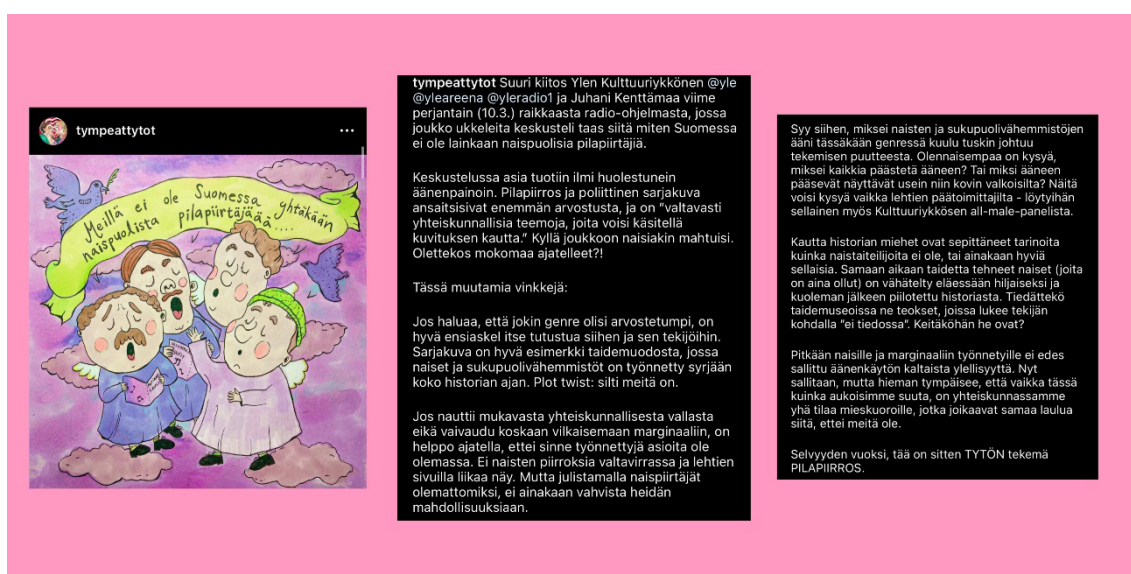 tympeattytot
Meillä ei ole Suomessa yhtäkään
naispuolista pilapiirtäjäää....
tympeattytot Suuri kiitos Ylen Kulttuuriykkönen @yle
@yleareena @yleradio1 ja Juhani Kenttämaa viime
perjantain (10.3.) raikkaasta radio-ohjelmasta, jossa
joukko ukkeleita keskusteli taas siitä miten Suomessa
ei ole lainkaan naispuolisia pilapiirtäjiä.
Keskustelussa asia tuotiin ilmi huolestunein
äänenpainoin. Pilapiirros ja poliittinen sarjakuva
ansaitsisivat enemmän arvostusta, ja on "valtavasti
yhteiskunnallisia teemoja, joita voisi käsitellä
kuvituksen kautta." Kyllä joukkoon naisiakin mahtuisi.
Olettekos mokomaa ajatelleet?!
Tässä muutamia vinkkejä:
Jos haluaa, että jokin genre olisi arvostetumpi, on
hyvä ensiaskel itse tutustua siihen ja sen tekijöihin.
Sarjakuva on hyvä esimerkki taidemuodosta, jossa
naiset ja sukupuolivähemmistöt on työnnetty syrjään
koko historian ajan. Plot twist: silti meitä on.
Jos nauttii mukavasta yhteiskunnallisesta vallasta
eikä vaivaudu koskaan vilkaisemaan marginaaliin, on
helppo ajatella, ettei sinne työnnettyjä asioita ole
olemassa. Ei naisten piirroksia valtavirrassa ja lehtien
sivuilla liikaa näy. Mutta julistamalla naispiirtäjät
olemattomiksi, ei ainakaan vahvista heidän
mahdollisuuksiaan.
Syy siihen, miksei naisten ja sukupuolivähemmistöjen
ääni tässäkään genressä kuulu tuskin johtuu
tekemisen puutteesta. Olennaisempaa on kysyä,
miksei kaikkia päästetä ääneen? Tai miksi ääneen
pääsevät näyttävät usein niin kovin valkoisilta? Näitä
voisi kysyä vaikka lehtien päätoimittajilta - löytyihän
sellainen myös Kulttuuriykkösen all-male-panelista.
Kautta historian miehet ovat sepittäneet tarinoita
kuinka naistaiteilijoita ei ole, tai ainakaan hyviä
sellaisia. Samaan aikaan taidetta tehneet naiset (joita
on aina ollut) on vähätelty eläessään hiljaiseksi ja
kuoleman jälkeen piilotettu historiasta. Tiedättekö
taidemuseoissa ne teokset, joissa lukee tekijän
kohdalla "ei tiedossa". Keitäköhän he ovat?
Pitkään naisille ja marginaaliin työnnetyille ei edes
sallittu äänenkäytön kaltaista ylellisyyttä. Nyt
sallitaan, mutta hieman tympäisee, että vaikka tässä
kuinka aukoisimme suuta, on yhteiskunnassamme
yhä tilaa mieskuoroille, jotka joikaavat samaa laulua
siitä, ettei meitä ole.
Selvyyden vuoksi, tää on sitten TYTÖN tekemä
PILAPIIRROS.